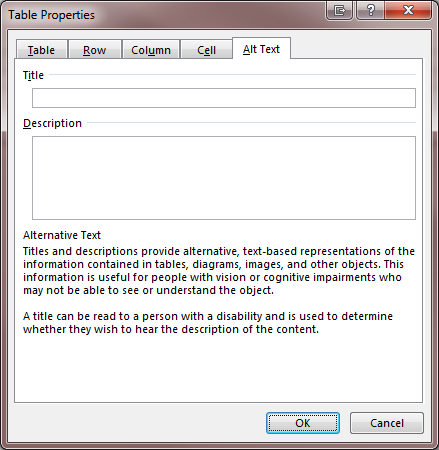 Table Properties
?
Table
Row
Column
Cell
Alt Text
Title
Description
Alternative Text
Titles and descriptions provide alternative, text-based representations of the
information contained in tables, diagrams, images, and other objects. This
information is useful for people with vision or cognitive impairments who
may not be able to see or understand the object.
A title can be read to a person with a disability and is used to determine
whether they wish to hear the description of the content.
OK
Cancel